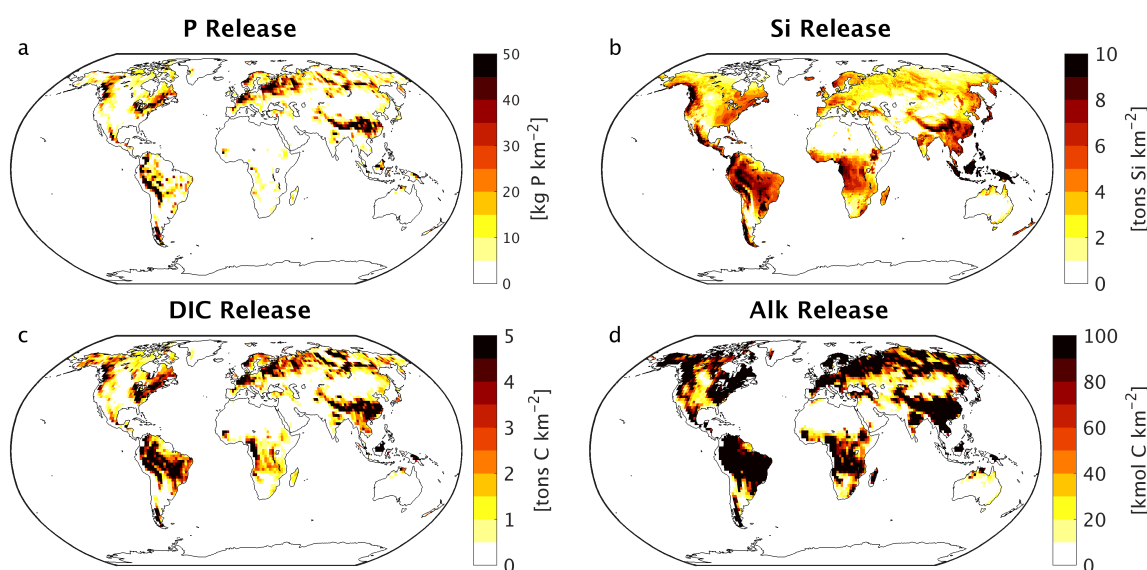 P Release
Si Release
a
b
50
40
30
20
10
0
[kg P km⁻²]
10
8
6
4
2
0
[tons Si km⁻²]
DIC Release
Alk Release
c
d
5
4
3
2
1
0
[tons C km⁻²]
100
80
60
40
20
0
[kmol C km⁻²]